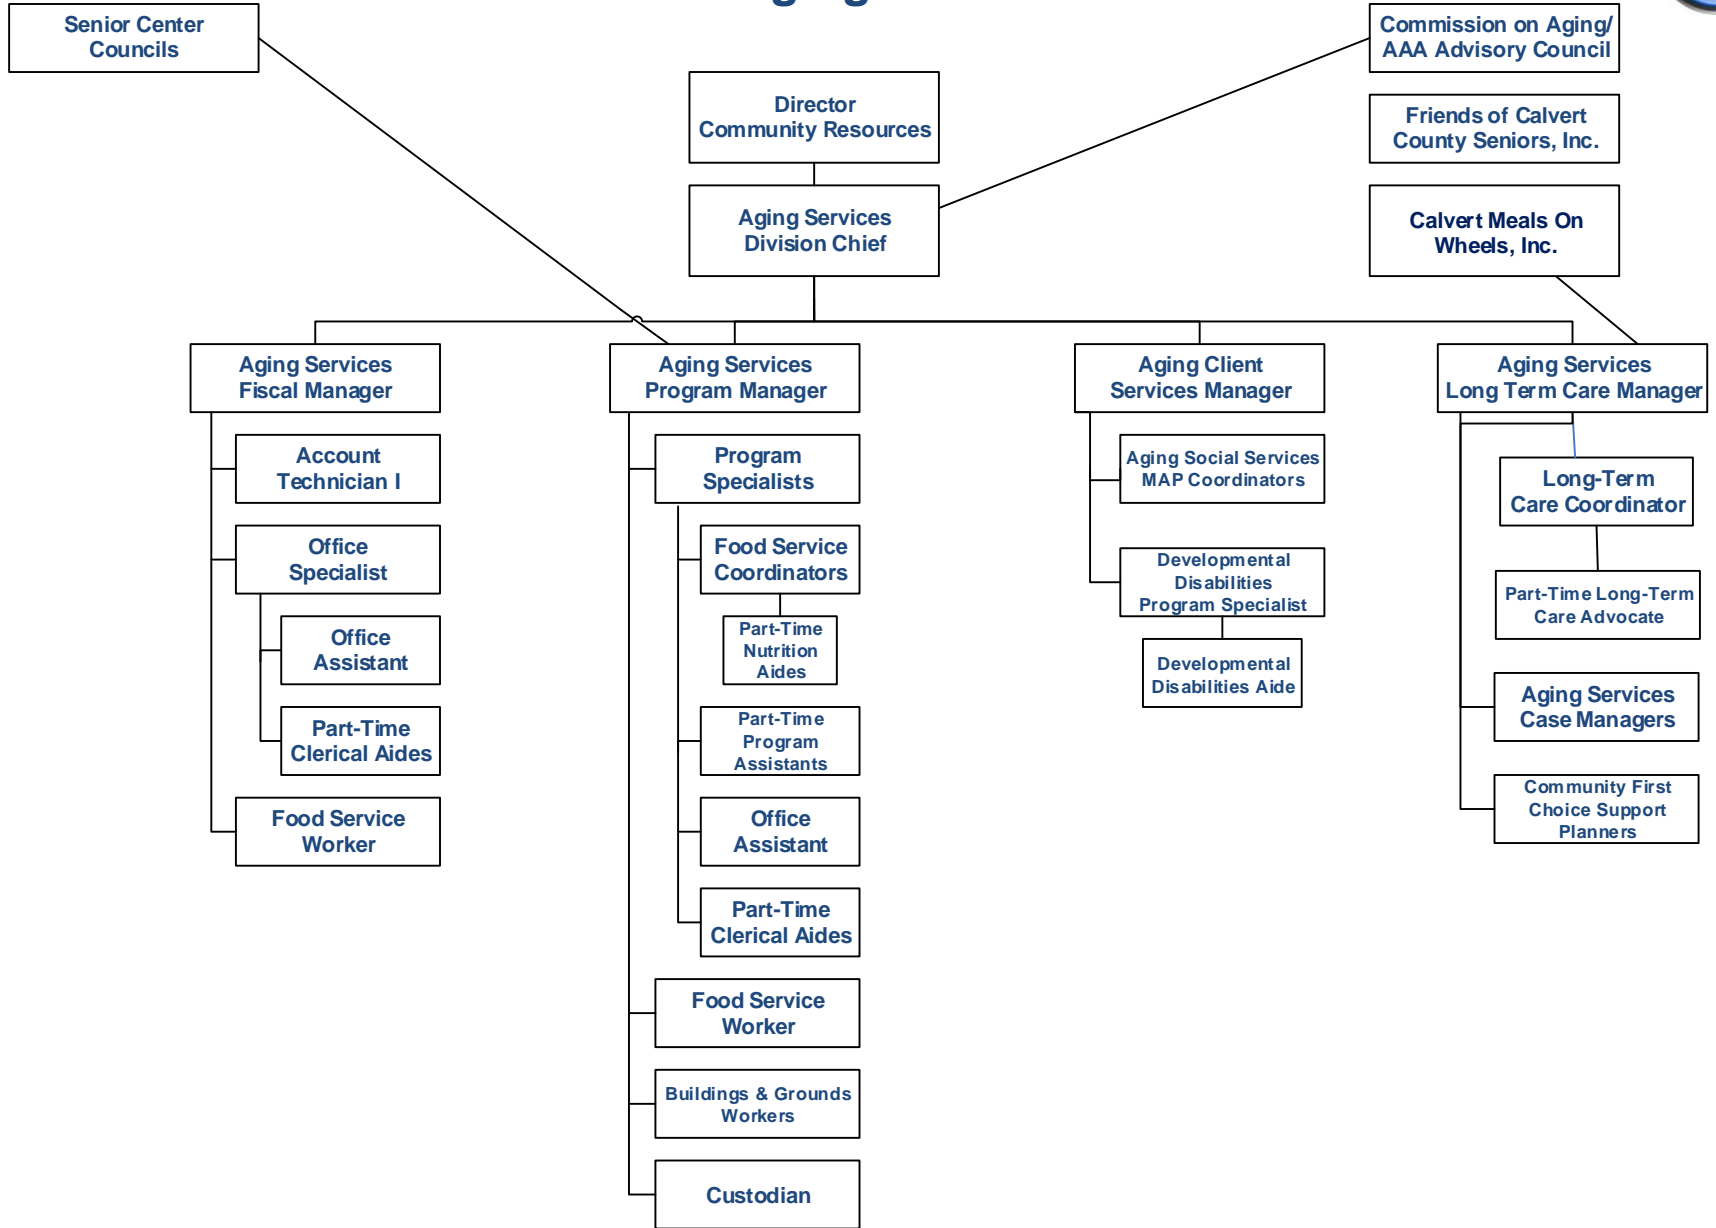 Senior Center
Councils
Commission on Aging/
AAA Advisory Council
Director
Community Resources
Friends of Calvert
County Seniors, Inc.
Aging Services
Division Chief
Calvert Meals On
Wheels, Inc.
Aging Services
Fiscal Manager
Aging Services
Program Manager
Aging Client
Services Manager
Aging Services
Long Term Care Manager
Account
Technician I
Office
Specialist
Office
Assistant
Part-Time
Clerical Aides
Food Service
Worker
Program
Specialists
Food Service
Coordinators
Part-Time
Nutrition
Aides
Part-Time
Program
Assistants
Office
Assistant
Part-Time
Clerical Aides
Food Service
Worker
Buildings & Grounds
Workers
Custodian
Aging Social Services
MAP Coordinators
Developmental
Disabilities
Program Specialist
Developmental
Disabilities Aide
Long-Term
Care Coordinator
Part-Time Long-Term
Care Advocate
Aging Services
Case Managers
Community First
Choice Support
Planners